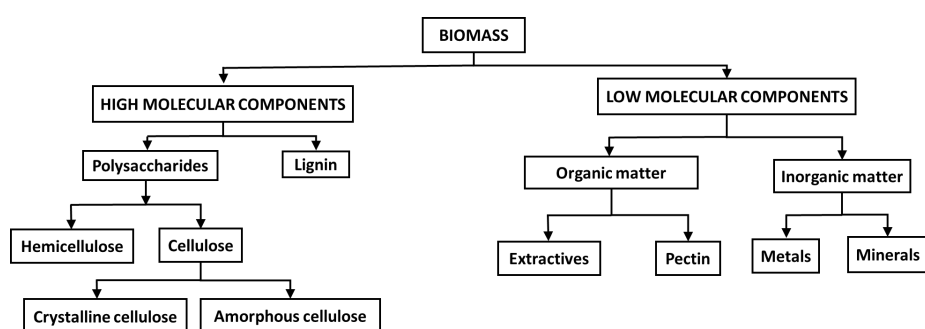 BIOMASS
HIGH MOLECULAR COMPONENTS
LOW MOLECULAR COMPONENTS
Polysaccharides
Lignin
Organic matter
Inorganic matter
Hemicellulose
Cellulose
Extractives
Pectin
Metals
Minerals
Crystalline cellulose
Amorphous cellulose